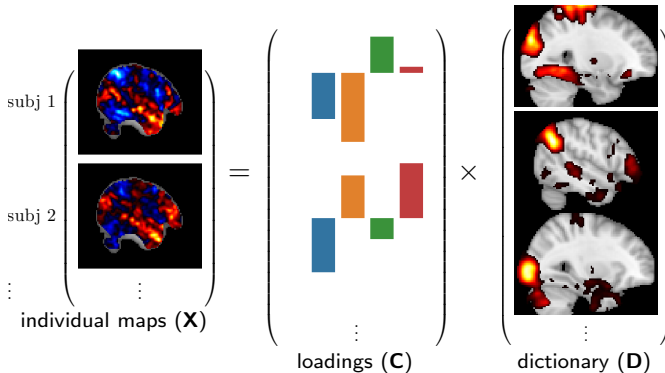 subj 1
=
×
subj 2
⋮
⋮
⋮
⋮
individual maps (X)
loadings (C)
dictionary (D)